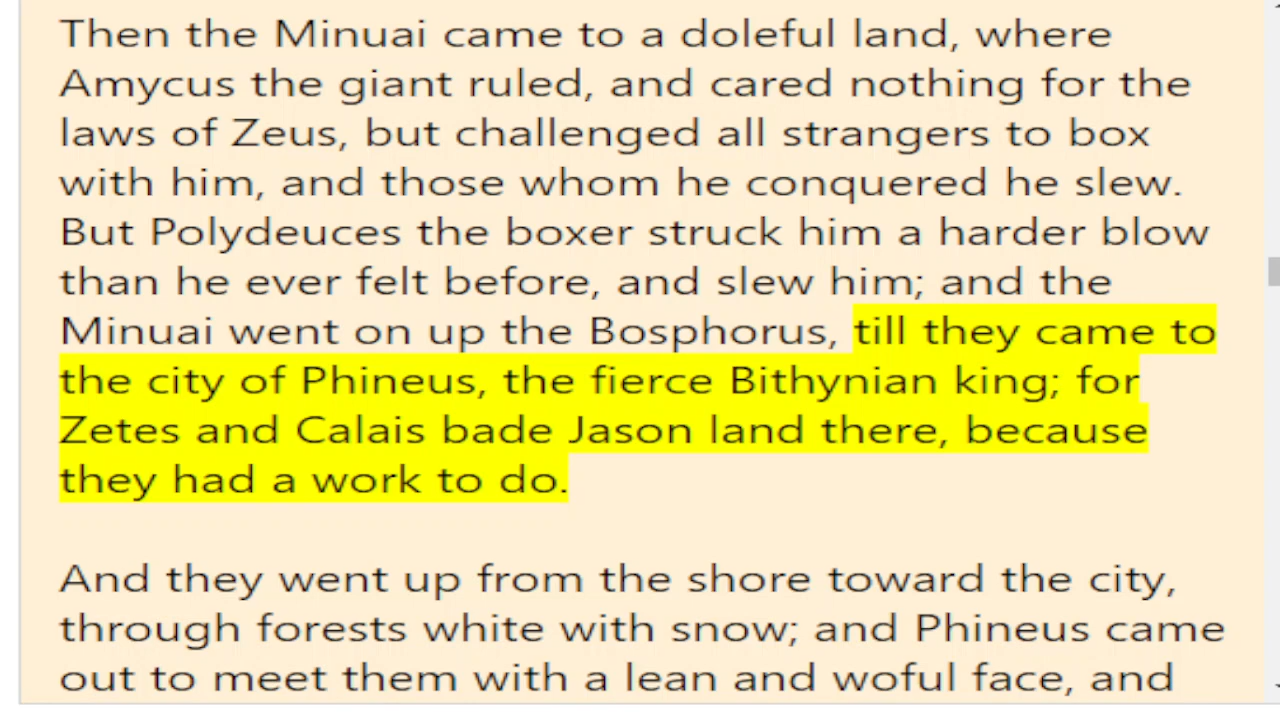 Then the Minuai came to a doleful land, where
Amycus the giant ruled, and cared nothing for the
laws of Zeus, but challenged all strangers to box
with him, and those whom he conquered he slew.
But Polydeuces the boxer struck him a harder blow
than he ever felt before, and slew him; and the
Minuai went on up the Bosphorus, till they came to
the city of Phineus, the fierce Bithynian king; for
Zetes and Calais bade Jason land there, because
they had a work to do.
And they went up from the shore toward the city,
through forests white with snow; and Phineus came
out to meet them with a lean and woful face, and